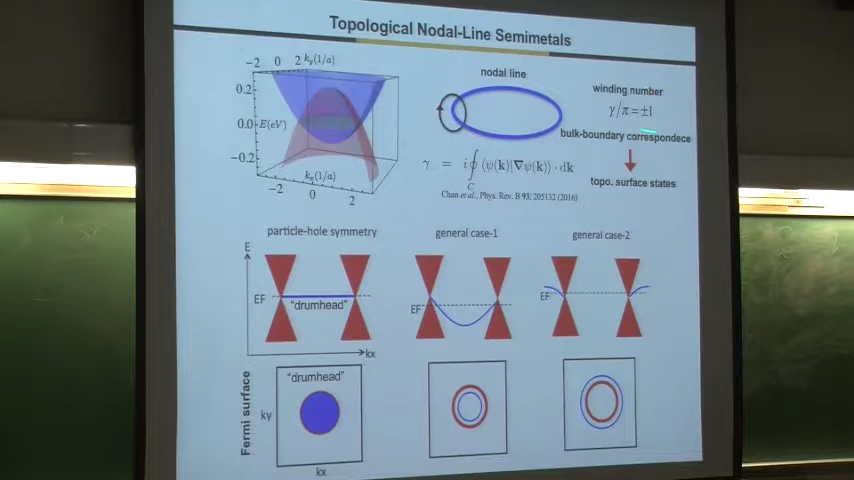 Topological Nodal-Line Semimetals
−2 0 2 ky(1/a)
0.2
0.0 E(eV)
−0.2
kx(1/a)
−2 0 2
nodal line
winding number
γ/π=±1
bulk-boundary correspondece
topo. surface states
γ = i∮⟨ψ(k)|∇ψ(k)⟩·dk
C
Chan et al., Phys. Rev. B 93, 205132 (2016)
particle-hole symmetry
E
EF
"drumhead"
kx
general case-1
EF
general case-2
EF
Fermi surface
"drumhead"
ky
kx